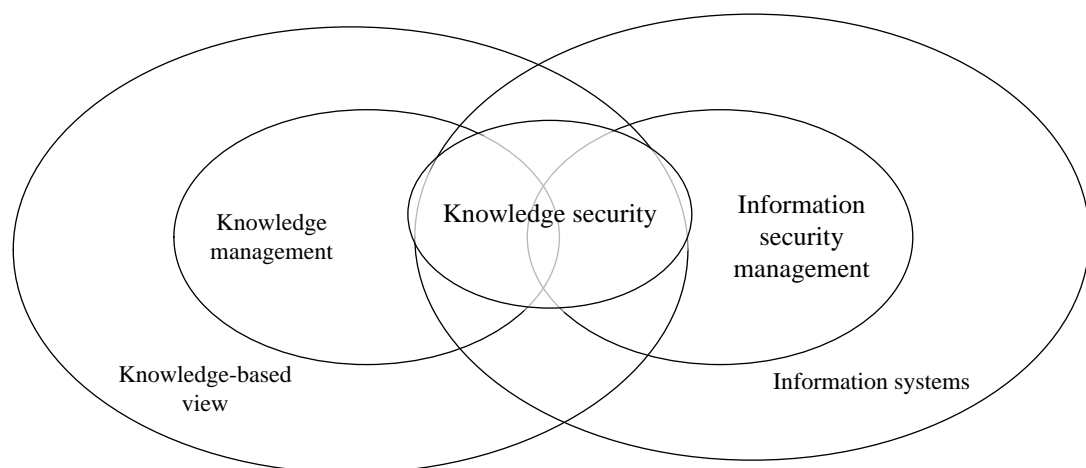 Knowledge
management
Knowledge security
Information
security
management
Knowledge-based
view
Information systems